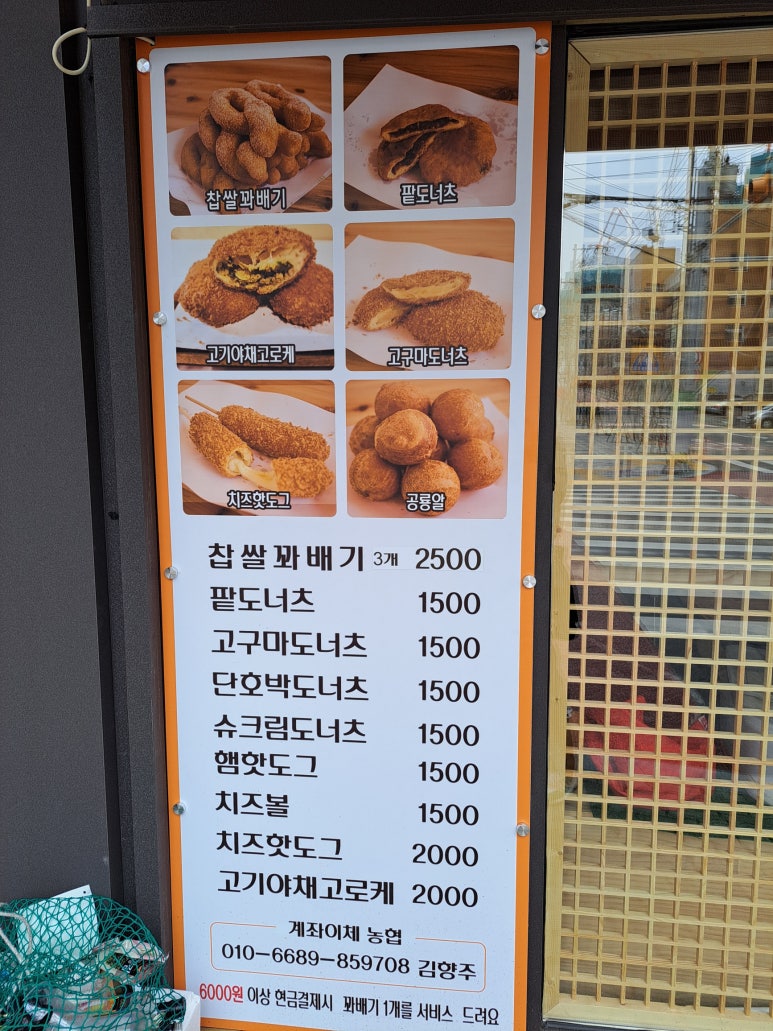 찹쌀꽈배기
팥도너츠
고기야채고로케
고구마도너츠
치즈핫도그
공룡알
찹쌀꽈배기 3개 2500
팥도너츠 1500
고구마도너츠 1500
단호박도너츠 1500
슈크림도너츠 1500
햄핫도그 1500
치즈볼 1500
치즈핫도그 2000
고기야채고로케 2000
계좌이체 농협
010-6689-859708 김향주
6000원 이상 현금결제시 꽈배기 1개를 서비스 드려요